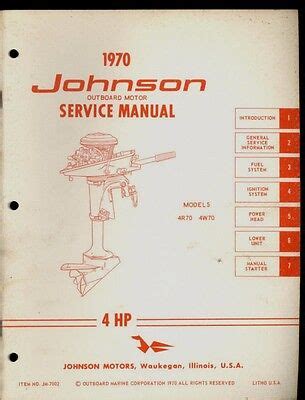 1970
Johnson
OUTBOARD MOTOR
SERVICE MANUAL
INTRODUCTION 1
GENERAL SERVICE INFORMATION 2
FUEL SYSTEM 3
IGNITION SYSTEM 4
POWER HEAD 5
LOWER UNIT 6
MANUAL STARTER 7
MODELS
4R70 4W70
4 HP
JOHNSON MOTORS, Waukegan, Illinois, U.S.A.
ITEM NO. JM-7002 © OUTBOARD MARINE CORPORATION 1970 ALL RIGHTS RESERVED LITHO U.S.A.